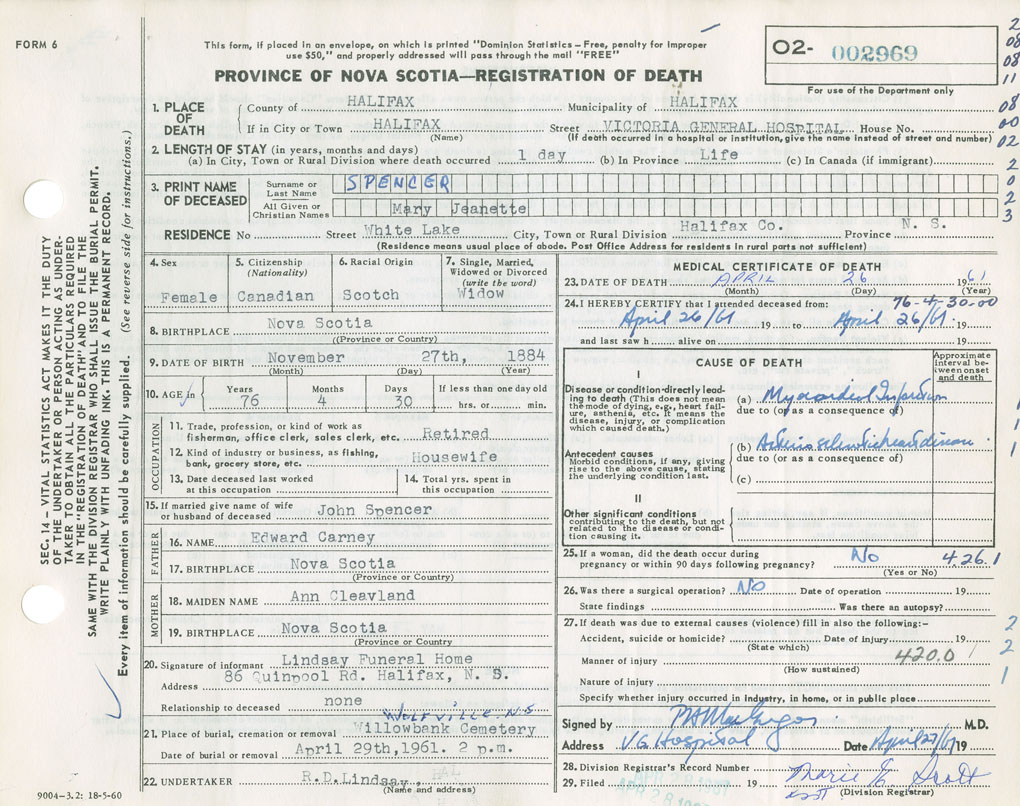 FORM 6
This form, if placed in an envelope, on which is printed "Dominion Statistics – Free, penalty for improper
use $50," and properly addressed will pass through the mail "FREE"
PROVINCE OF NOVA SCOTIA—REGISTRATION OF DEATH
O2- 002969
For use of the Department only
1. PLACE OF DEATH
County of HALIFAX Municipality of HALIFAX
If in City or Town HALIFAX Street VICTORIA GENERAL HOSPITAL House No.
(Name) (If death occurred in a hospital or institution, give the name instead of street and number)
2. LENGTH OF STAY (in years, months and days)
(a) In City, Town or Rural Division where death occurred 1 day (b) In Province Life (c) In Canada (if immigrant)
3. PRINT NAME OF DECEASED
Surname or Last Name SPENCER
All Given or Christian Names Mary Jeanette
RESIDENCE No Street White Lake City, Town or Rural Division Halifax Co. Province N. S.
(Residence means usual place of abode. Post Office Address for residents in rural parts not sufficient)
4. Sex Female
5. Citizenship (Nationality) Canadian
6. Racial Origin Scotch
7. Single, Married, Widowed or Divorced (write the word) Widow
8. BIRTHPLACE Nova Scotia
(Province or Country)
9. DATE OF BIRTH November 27th, 1884
(Month) (Day) (Year)
10. AGE Years 76 Months 4 Days 30 If less than one day old hrs. or min.
OCCUPATION
11. Trade, profession, or kind of work as
fisherman, office clerk, sales clerk, etc. Retired
12. Kind of industry or business, as fishing,
bank, grocery store, etc. Housewife
13. Date deceased last worked
at this occupation
14. Total yrs. spent in
this occupation
15. If married give name of wife
or husband of deceased John Spencer
FATHER
16. NAME Edward Carney
17. BIRTHPLACE Nova Scotia
(Province or Country)
MOTHER
18. MAIDEN NAME Ann Cleavland
19. BIRTHPLACE Nova Scotia
(Province or Country
20. Signature of informant Lindsay Funeral Home
Address 86 Quinpool Rd. Halifax, N. S.
Relationship to deceased none
WOLFVILLE N.S
21. Place of burial, cremation or removal Willowbank Cemetery
Date of burial or removal April 29th, 1961. 2 p.m.
22. UNDERTAKER R.D.Lindsay.
(Name and address)
9004-3.2: 18-5-60
MEDICAL CERTIFICATE OF DEATH
23. DATE OF DEATH APRIL 26 1961
(Month) (Day) (Year)
24. I HEREBY CERTIFY that I attended deceased from: 76-4-30-00
April 26/61 19 to April 26/61 19
and last saw h alive on 19
CAUSE OF DEATH
Approximate interval between onset and death
I
Disease or condition directly leading to death (This does not mean
the mode of dying, e.g., heart failure, asthenia, etc. It means the
disease, injury, or complication
which caused death.)
(a) Myocardial Infarction
due to (or as a consequence of)
Antecedent causes
Morbid conditions, if any, giving
rise to the above cause, stating
the underlying condition last.
(b) Arteriosclerotic heart disease
due to (or as a consequence of)
(c)
II
Other significant conditions
contributing to the death, but not
related to the disease or condition causing it.
25. If a woman, did the death occur during
pregnancy or within 90 days following pregnancy? No 426.1
(Yes or No)
26. Was there a surgical operation? No Date of operation 19
State findings Was there an autopsy?
27. If death was due to external causes (violence) fill in also the following:-
Accident, suicide or homicide? Date of injury 19
(State which)
Manner of injury 420.0
(How sustained)
Nature of injury
Specify whether injury occurred in industry, in home, or in public place
Signed by M.D.
Address V.G. Hospital Date April 27/61 19
28. Division Registrar's Record Number
29. Filed APR 28 19 Marie E. Scott
(Division Registrar)
SEC. 14 – VITAL STATISTICS ACT MAKES IT THE DUTY
OF THE UNDERTAKER OR PERSON ACTING AS UNDERTAKER TO OBTAIN ALL THE PARTICULARS REQUIRED
IN THE "REGISTRATION OF DEATH" AND TO FILE THE
SAME WITH THE DIVISION REGISTRAR WHO SHALL ISSUE THE BURIAL PERMIT.
WRITE PLAINLY WITH UNFADING INK. THIS IS A PERMANENT RECORD.
Every item of information should be carefully supplied. (See reverse side for instructions.)
2
08
08
11
08
00
02
2
0
2
3
1
1
1
2
2
1